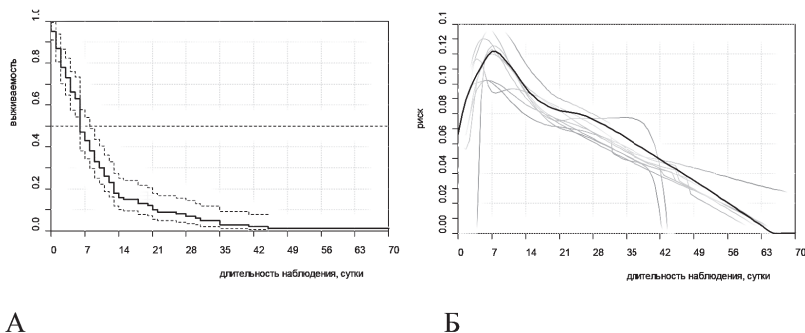 1.0
0.8
0.6
0.4
0.2
0.0
выживаемость
0 7 14 21 28 35 42 49 56 63 70
длительность наблюдения, сутки
А
0.1
0.12
0.10
0.08
0.06
0.04
0.02
0.00
риск
0 7 14 21 28 35 42 49 56 63 70
длительность наблюдения, сутки
Б